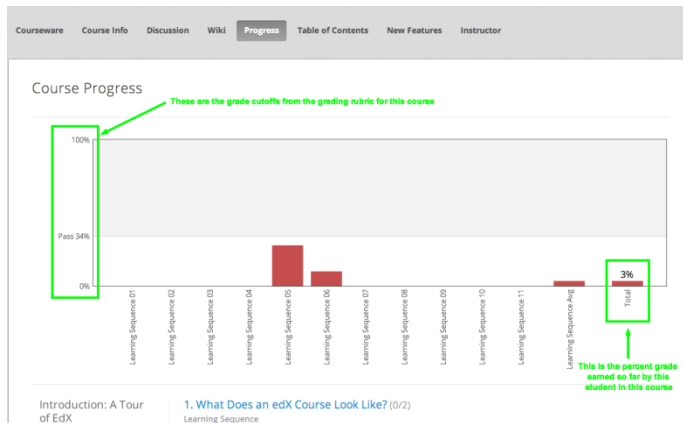 Courseware Course Info Discussion Wiki Progress Table of Contents New Features Instructor
Course Progress
These are the grade cutoffs from the grading rubric for this course
100%
Pass 34%
0%
3%
Learning Sequence 01
Learning Sequence 02
Learning Sequence 03
Learning Sequence 04
Learning Sequence 05
Learning Sequence 06
Learning Sequence 07
Learning Sequence 08
Learning Sequence 09
Learning Sequence 10
Learning Sequence 11
Learning Sequence Avg
Total
This is the percent grade
earned so far by this
student in this course
Introduction: A Tour
of EdX
1. What Does an edX Course Look Like? (0/2)
Learning Sequence